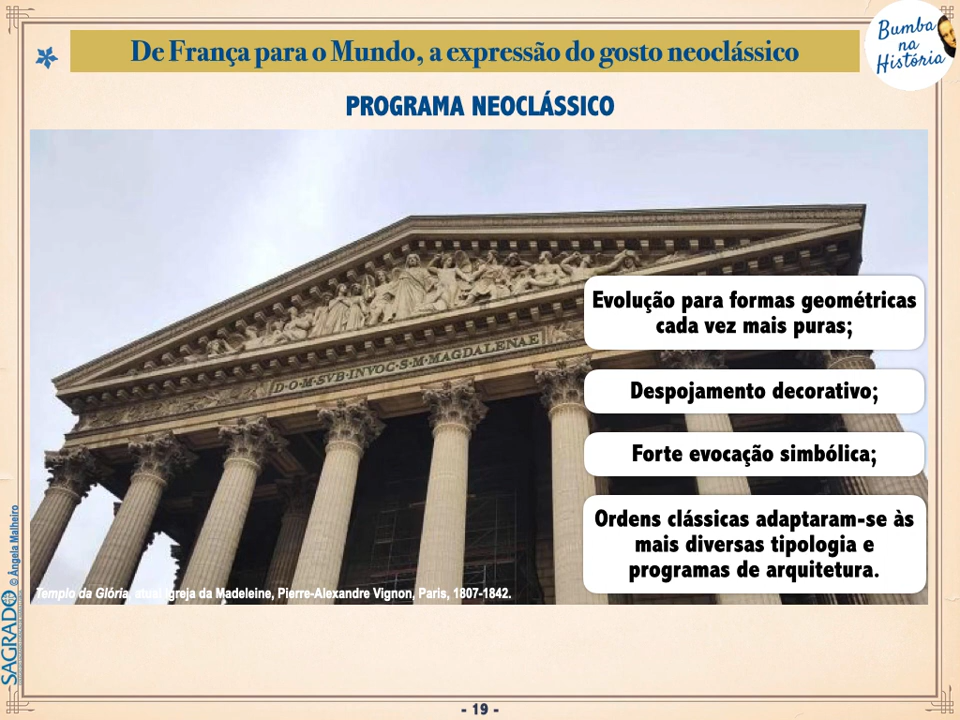 De França para o Mundo, a expressão do gosto neoclássico
Bumba
na
História
PROGRAMA NEOCLÁSSICO
D·O·M·SVB·INVOC·S·M·MAGDALENAE
Evolução para formas geométricas
cada vez mais puras;
Despojamento decorativo;
Forte evocação simbólica;
Ordens clássicas adaptaram-se às
mais diversas tipologia e
programas de arquitetura.
Templo da Glória, atual Igreja da Madeleine, Pierre-Alexandre Vignon, Paris, 1807-1842.
SAGRADO
© Ângela Malheiro
- 19 -